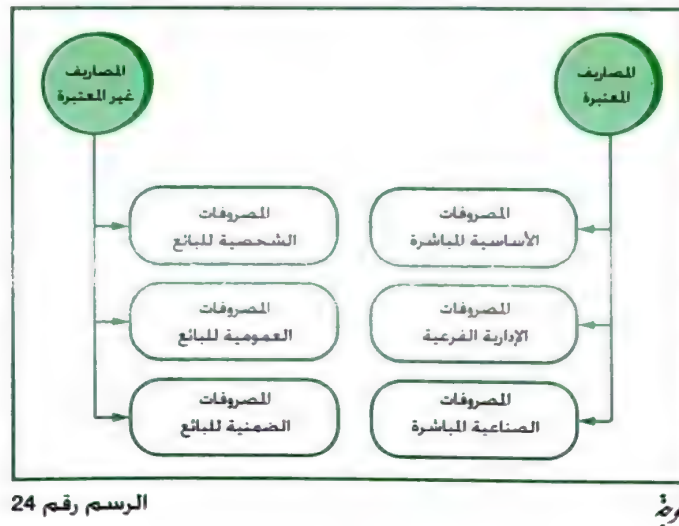 المصاريف
المعتبرة
المصاريف
غير المعتبرة
المصروفات
الأساسية المباشرة
المصروفات
الشخصية للبائع
المصروفات
الإدارية الفرعية
المصروفات
العمومية للبائع
المصروفات
الصناعية المباشرة
المصروفات
الضمنية للبائع
الرسم رقم 24